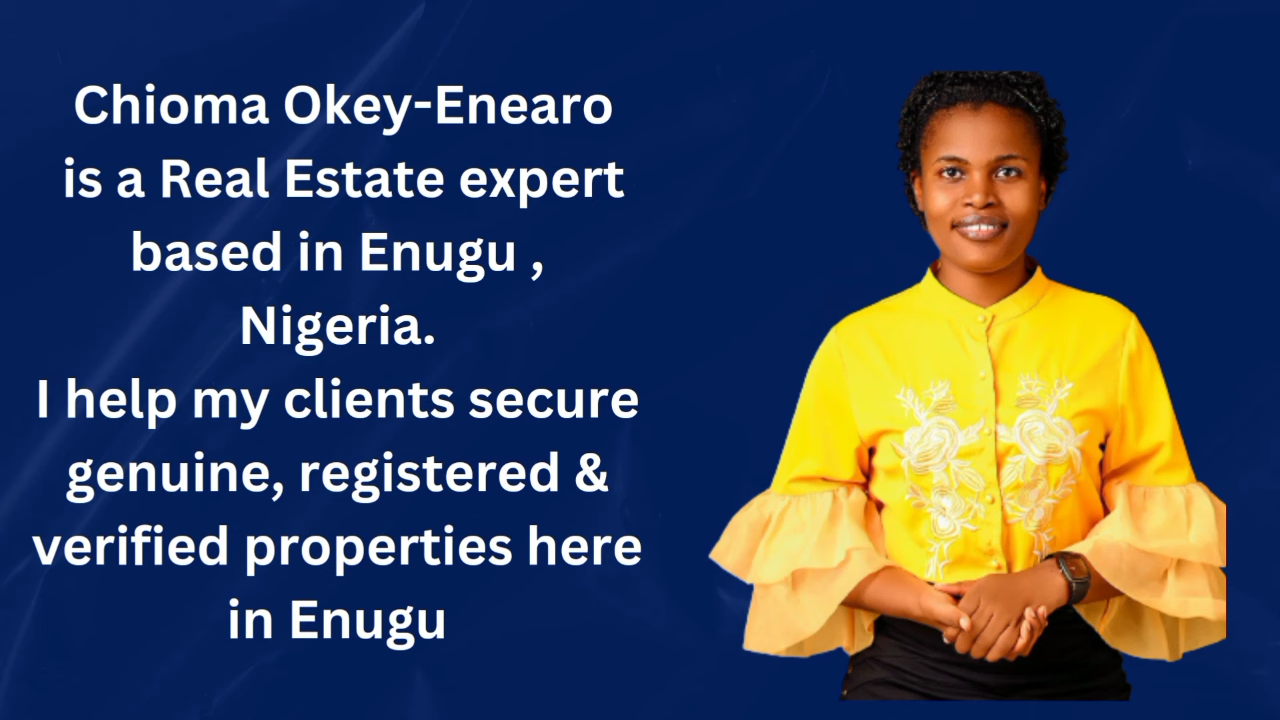 Chioma Okey-Enearo
is a Real Estate expert
based in Enugu ,
Nigeria.
I help my clients secure
genuine, registered &
verified properties here
in Enugu